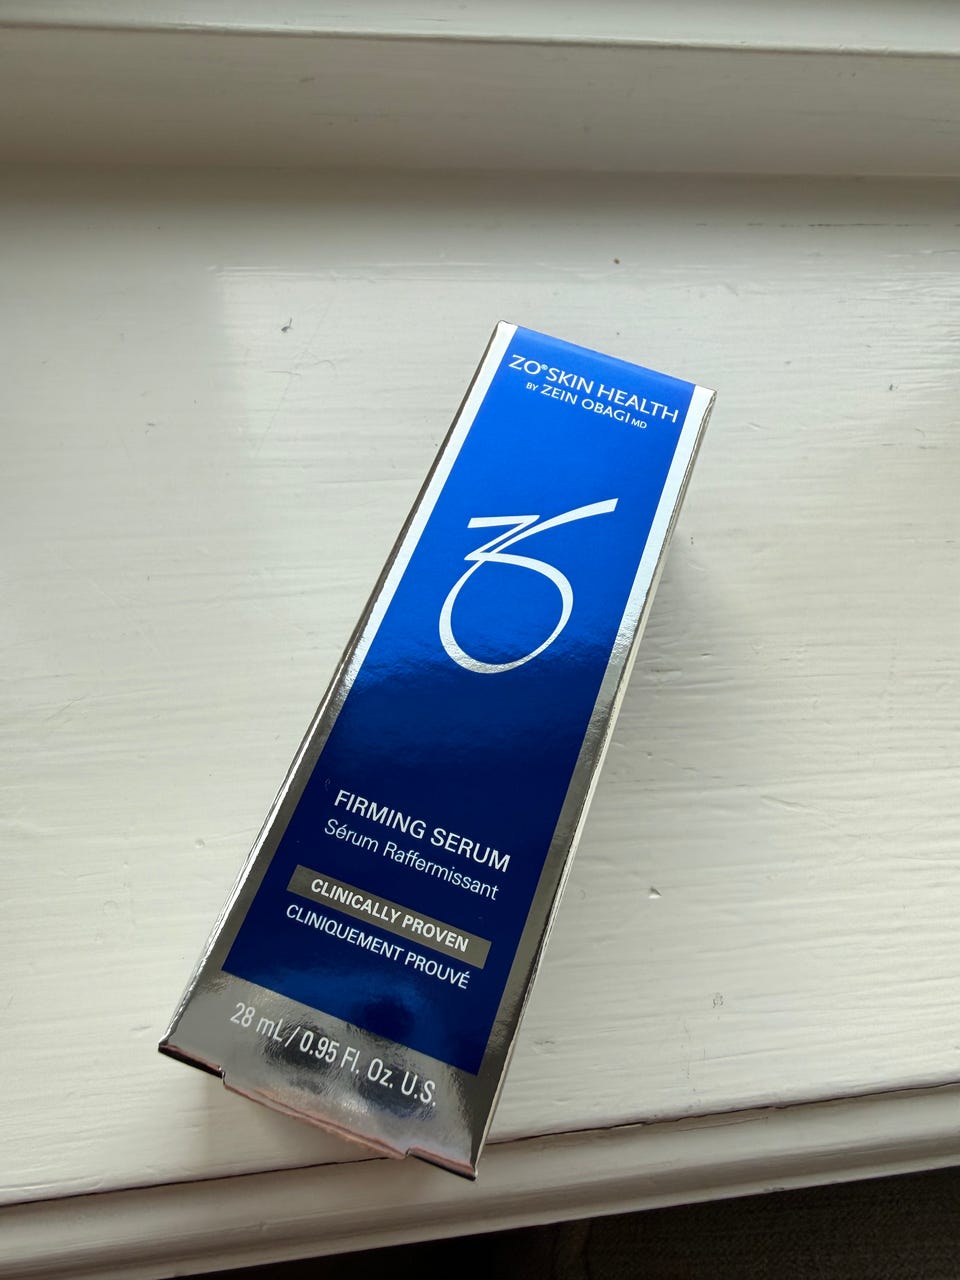 ZO® SKIN HEALTH
BY ZEIN OBAGI MD
FIRMING SERUM
Sérum Raffermissant
CLINICALLY PROVEN
CLINIQUEMENT PROUVÉ
28 mL / 0.95 Fl. Oz. U.S.